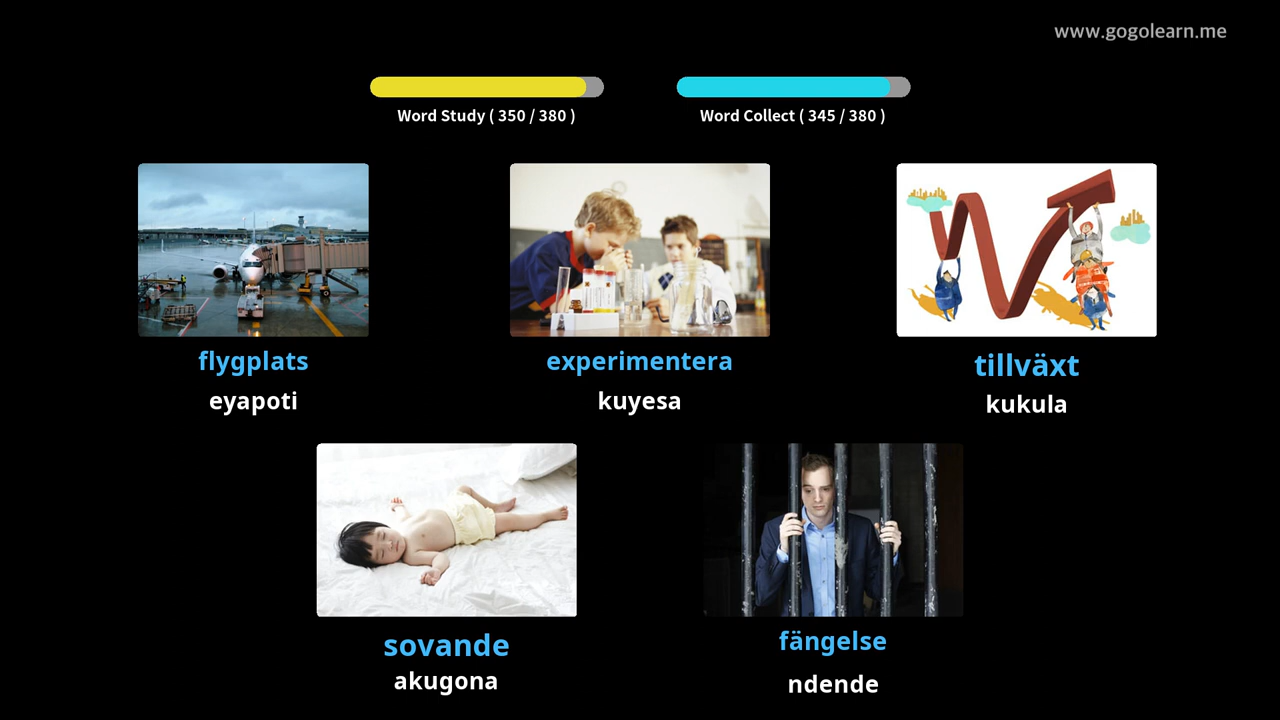 www.gogolearn.me
Word Study ( 350 / 380 )
Word Collect ( 345 / 380 )
flygplats
eyapoti
experimentera
kuyesa
tillväxt
kukula
sovande
akugona
fängelse
ndende